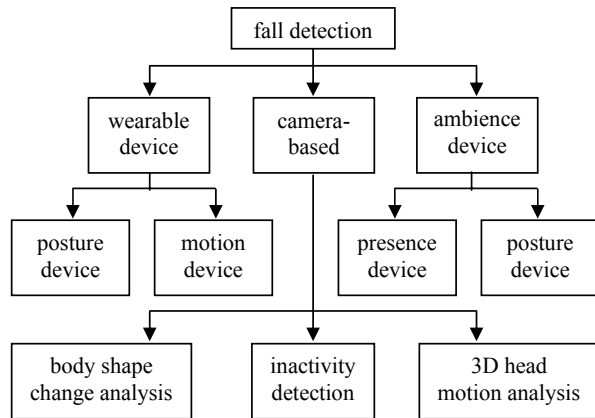 fall detection
wearable
device
camera-
based
ambience
device
posture
device
motion
device
presence
device
posture
device
body shape
change analysis
inactivity
detection
3D head
motion analysis